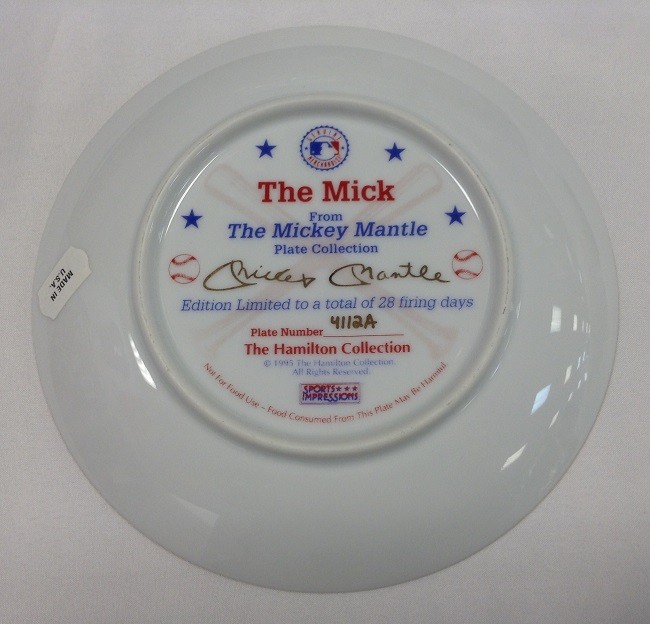 GENUINE
MERCHANDISE
The Mick
From
The Mickey Mantle
Plate Collection
Mickey Mantle
Edition Limited to a total of 28 firing days
Plate Number 4112A
The Hamilton Collection
© 1995 The Hamilton Collection
All Rights Reserved.
SPORTS★★★
IMPRESSIONS
Not For Food Use – Food Consumed From This Plate May Be Harmful
MADE IN
U.S.A.